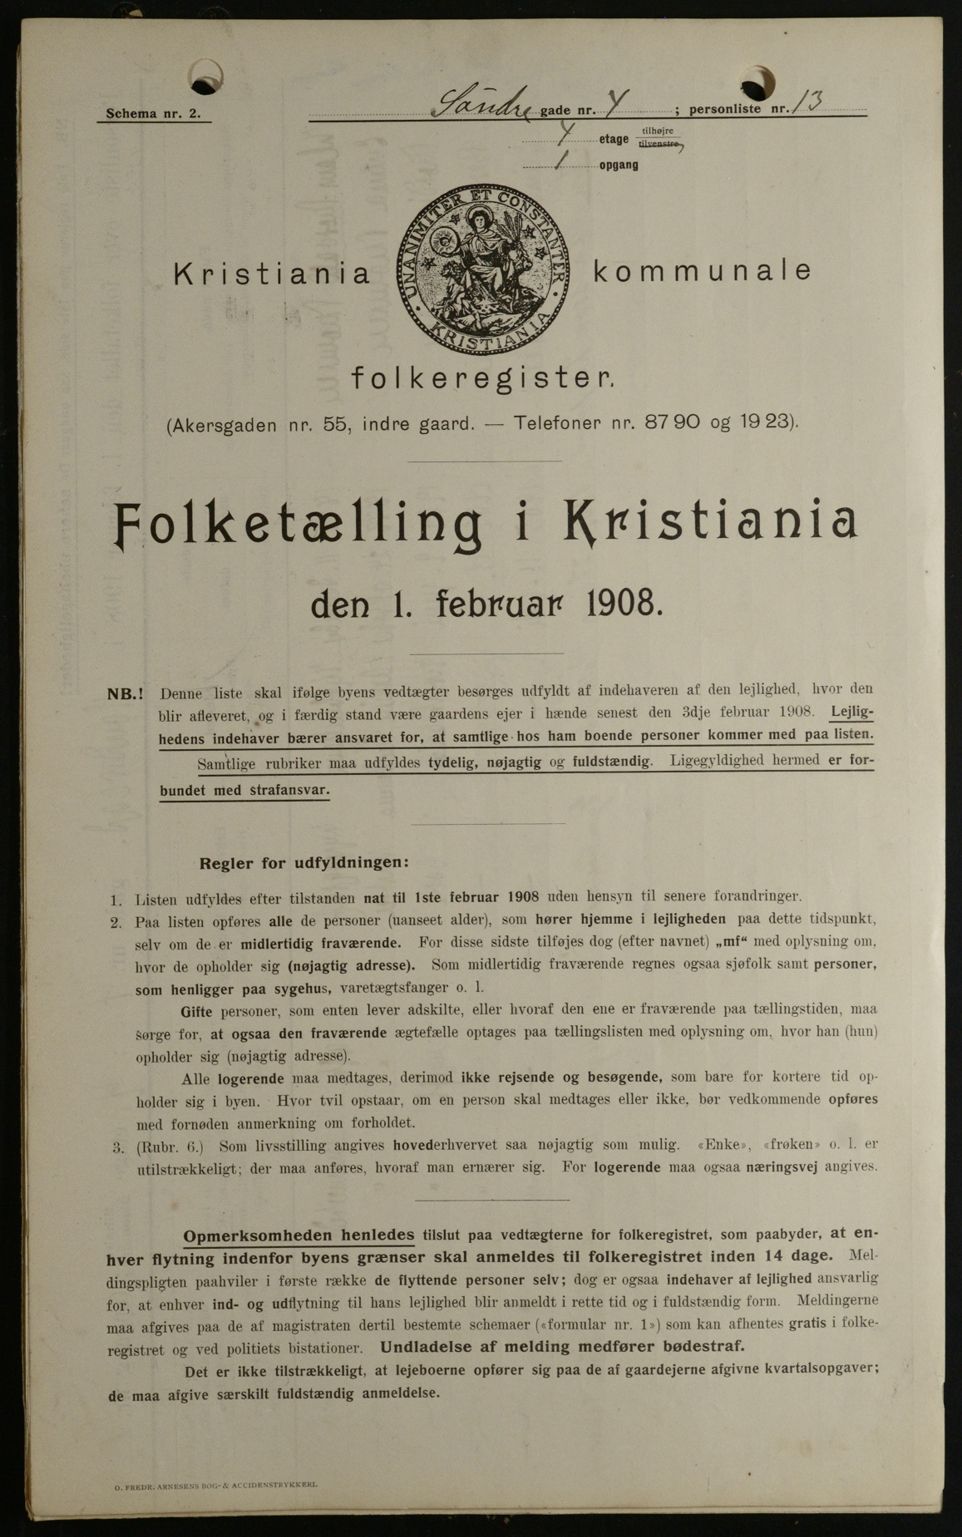 Schema nr. 2.
Søndre gade nr. 4 ; personliste nr. 13
4 etage tilhøjre tilvenstre,
1 opgang
UNANIMITER ET CONSTANTER
KRISTIANIA
Kristiania kommunale
folkeregister.
(Akersgaden nr. 55, indre gaard. — Telefoner nr. 87 90 og 19 23).
Folketælling i Kristiania
den 1. februar 1908.
NB.! Denne liste skal ifølge byens vedtægter besørges udfyldt af indehaveren af den lejlighed, hvor den
blir afleveret, og i færdig stand være gaardens ejer i hænde senest den 3dje februar 1908. Lejlig-
hedens indehaver bærer ansvaret for, at samtlige hos ham boende personer kommer med paa listen.
Samtlige rubriker maa udfyldes tydelig, nøjagtig og fuldstændig. Ligegyldighed hermed er for-
bundet med strafansvar.
Regler for udfyldningen:
1. Listen udfyldes efter tilstanden nat til 1ste februar 1908 uden hensyn til senere forandringer.
2. Paa listen opføres alle de personer (uanseet alder), som hører hjemme i lejligheden paa dette tidspunkt,
selv om de er midlertidig fraværende. For disse sidste tilføjes dog (efter navnet) „mf“ med oplysning om,
hvor de opholder sig (nøjagtig adresse). Som midlertidig fraværende regnes ogsaa sjøfolk samt personer,
som henligger paa sygehus, varetægtsfanger o. l.
Gifte personer, som enten lever adskilte, eller hvoraf den ene er fraværende paa tællingstiden, maa
sørge for, at ogsaa den fraværende ægtefælle optages paa tællingslisten med oplysning om, hvor han (hun)
opholder sig (nøjagtig adresse).
Alle logerende maa medtages, derimod ikke rejsende og besøgende, som bare for kortere tid op-
holder sig i byen. Hvor tvil opstaar, om en person skal medtages eller ikke, bør vedkommende opføres
med fornøden anmerkning om forholdet.
3. (Rubr. 6.) Som livsstilling angives hovederhvervet saa nøjagtig som mulig. «Enke», «frøken» o. l. er
utilstrækkeligt; der maa anføres, hvoraf man ernærer sig. For logerende maa ogsaa næringsvej angives.
Opmerksomheden henledes tilslut paa vedtægterne for folkeregistret, som paabyder, at en-
hver flytning indenfor byens grænser skal anmeldes til folkeregistret inden 14 dage. Mel-
dingspligten paahviler i første række de flyttende personer selv; dog er ogsaa indehaver af lejlighed ansvarlig
for, at enhver ind- og udflytning til hans lejlighed blir anmeldt i rette tid og i fuldstændig form. Meldingerne
maa afgives paa de af magistraten dertil bestemte schemaer («formular nr. 1») som kan afhentes gratis i folke-
registret og ved politiets bistationer. Undladelse af melding medfører bødestraf.
Det er ikke tilstrækkeligt, at lejeboerne opfører sig paa de af gaardejerne afgivne kvartalsopgaver;
de maa afgive særskilt fuldstændig anmeldelse.
O. FREDR. ARNESENS BOG- & ACCIDENSTRYKKERI.